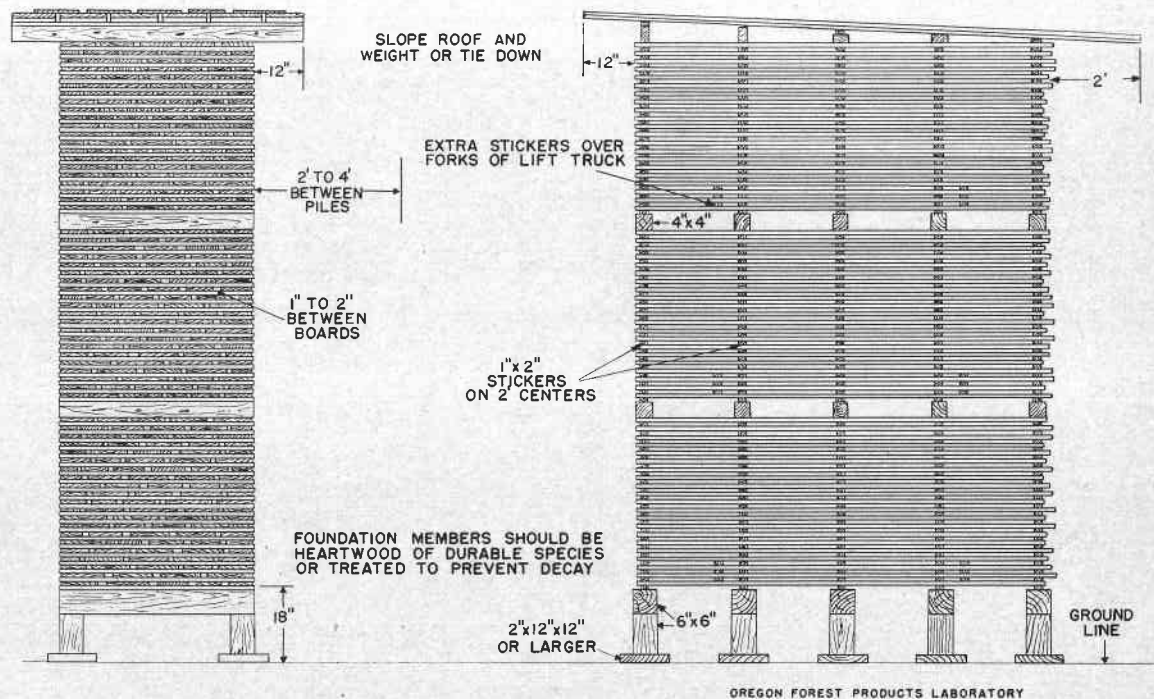 SLOPE ROOF AND
WEIGHT OR TIE DOWN
12"
12"
2'
EXTRA STICKERS OVER
FORKS OF LIFT TRUCK
2' TO 4'
BETWEEN
PILES
4"x4"
1" TO 2"
BETWEEN
BOARDS
1"x 2"
STICKERS
ON 2' CENTERS
FOUNDATION MEMBERS SHOULD BE
HEARTWOOD OF DURABLE SPECIES
OR TREATED TO PREVENT DECAY
18"
6"x 6"
2"x12"x12"
OR LARGER
GROUND
LINE
OREGON FOREST PRODUCTS LABORATORY